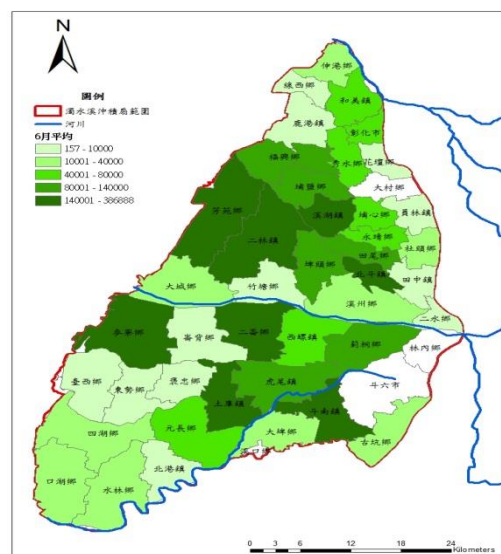 N
圖例
濁水溪沖積扇範圍
河川
6月平均
157 - 10000
10001 - 40000
40001 - 80000
80001 - 140000
140001 - 386888
伸港鄉
線西鄉
和美鎮
鹿港鎮
彰化市
福興鄉
秀水鄉
花壇鄉
大村鄉
埔鹽鄉
芳苑鄉
溪湖鎮
埔心鄉
員林鎮
永靖鄉
社頭鄉
二林鎮
田尾鄉
埤頭鄉
北斗鎮
田中鎮
大城鄉
竹塘鄉
溪州鄉
二水鄉
麥寮鄉
崙背鄉
二崙鄉
西螺鎮
莿桐鄉
林內鄉
臺西鄉
東勢鄉
褒忠鄉
虎尾鎮
斗六市
土庫鎮
斗南鎮
四湖鄉
元長鄉
大埤鄉
古坑鄉
溪口鄉
北港鎮
口湖鄉
水林鄉
0 3 6 12 18 24
Kilometers